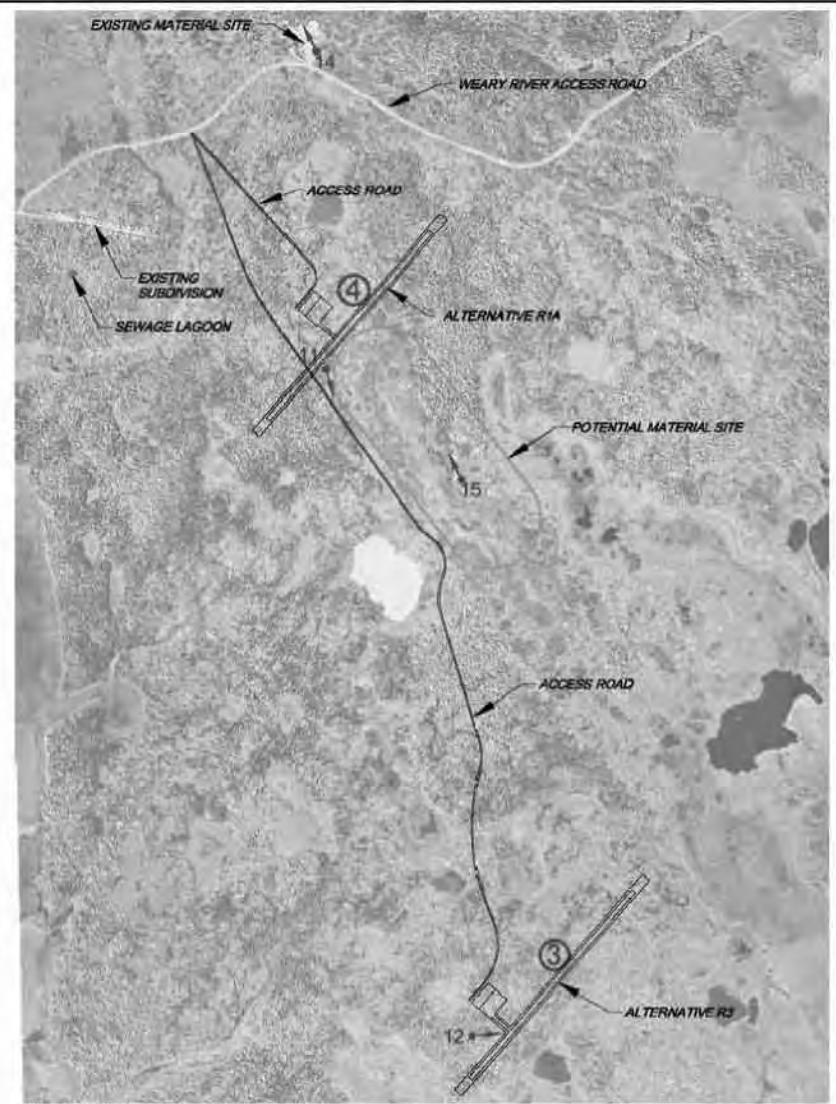 EXISTING MATERIAL SITE
14
WEARY RIVER ACCESS ROAD
ACCESS ROAD
EXISTING
SUBDIVISION
SEWAGE LAGOON
4
ALTERNATIVE R1A
11
POTENTIAL MATERIAL SITE
15
ACCESS ROAD
3
ALTERNATIVE R3
12